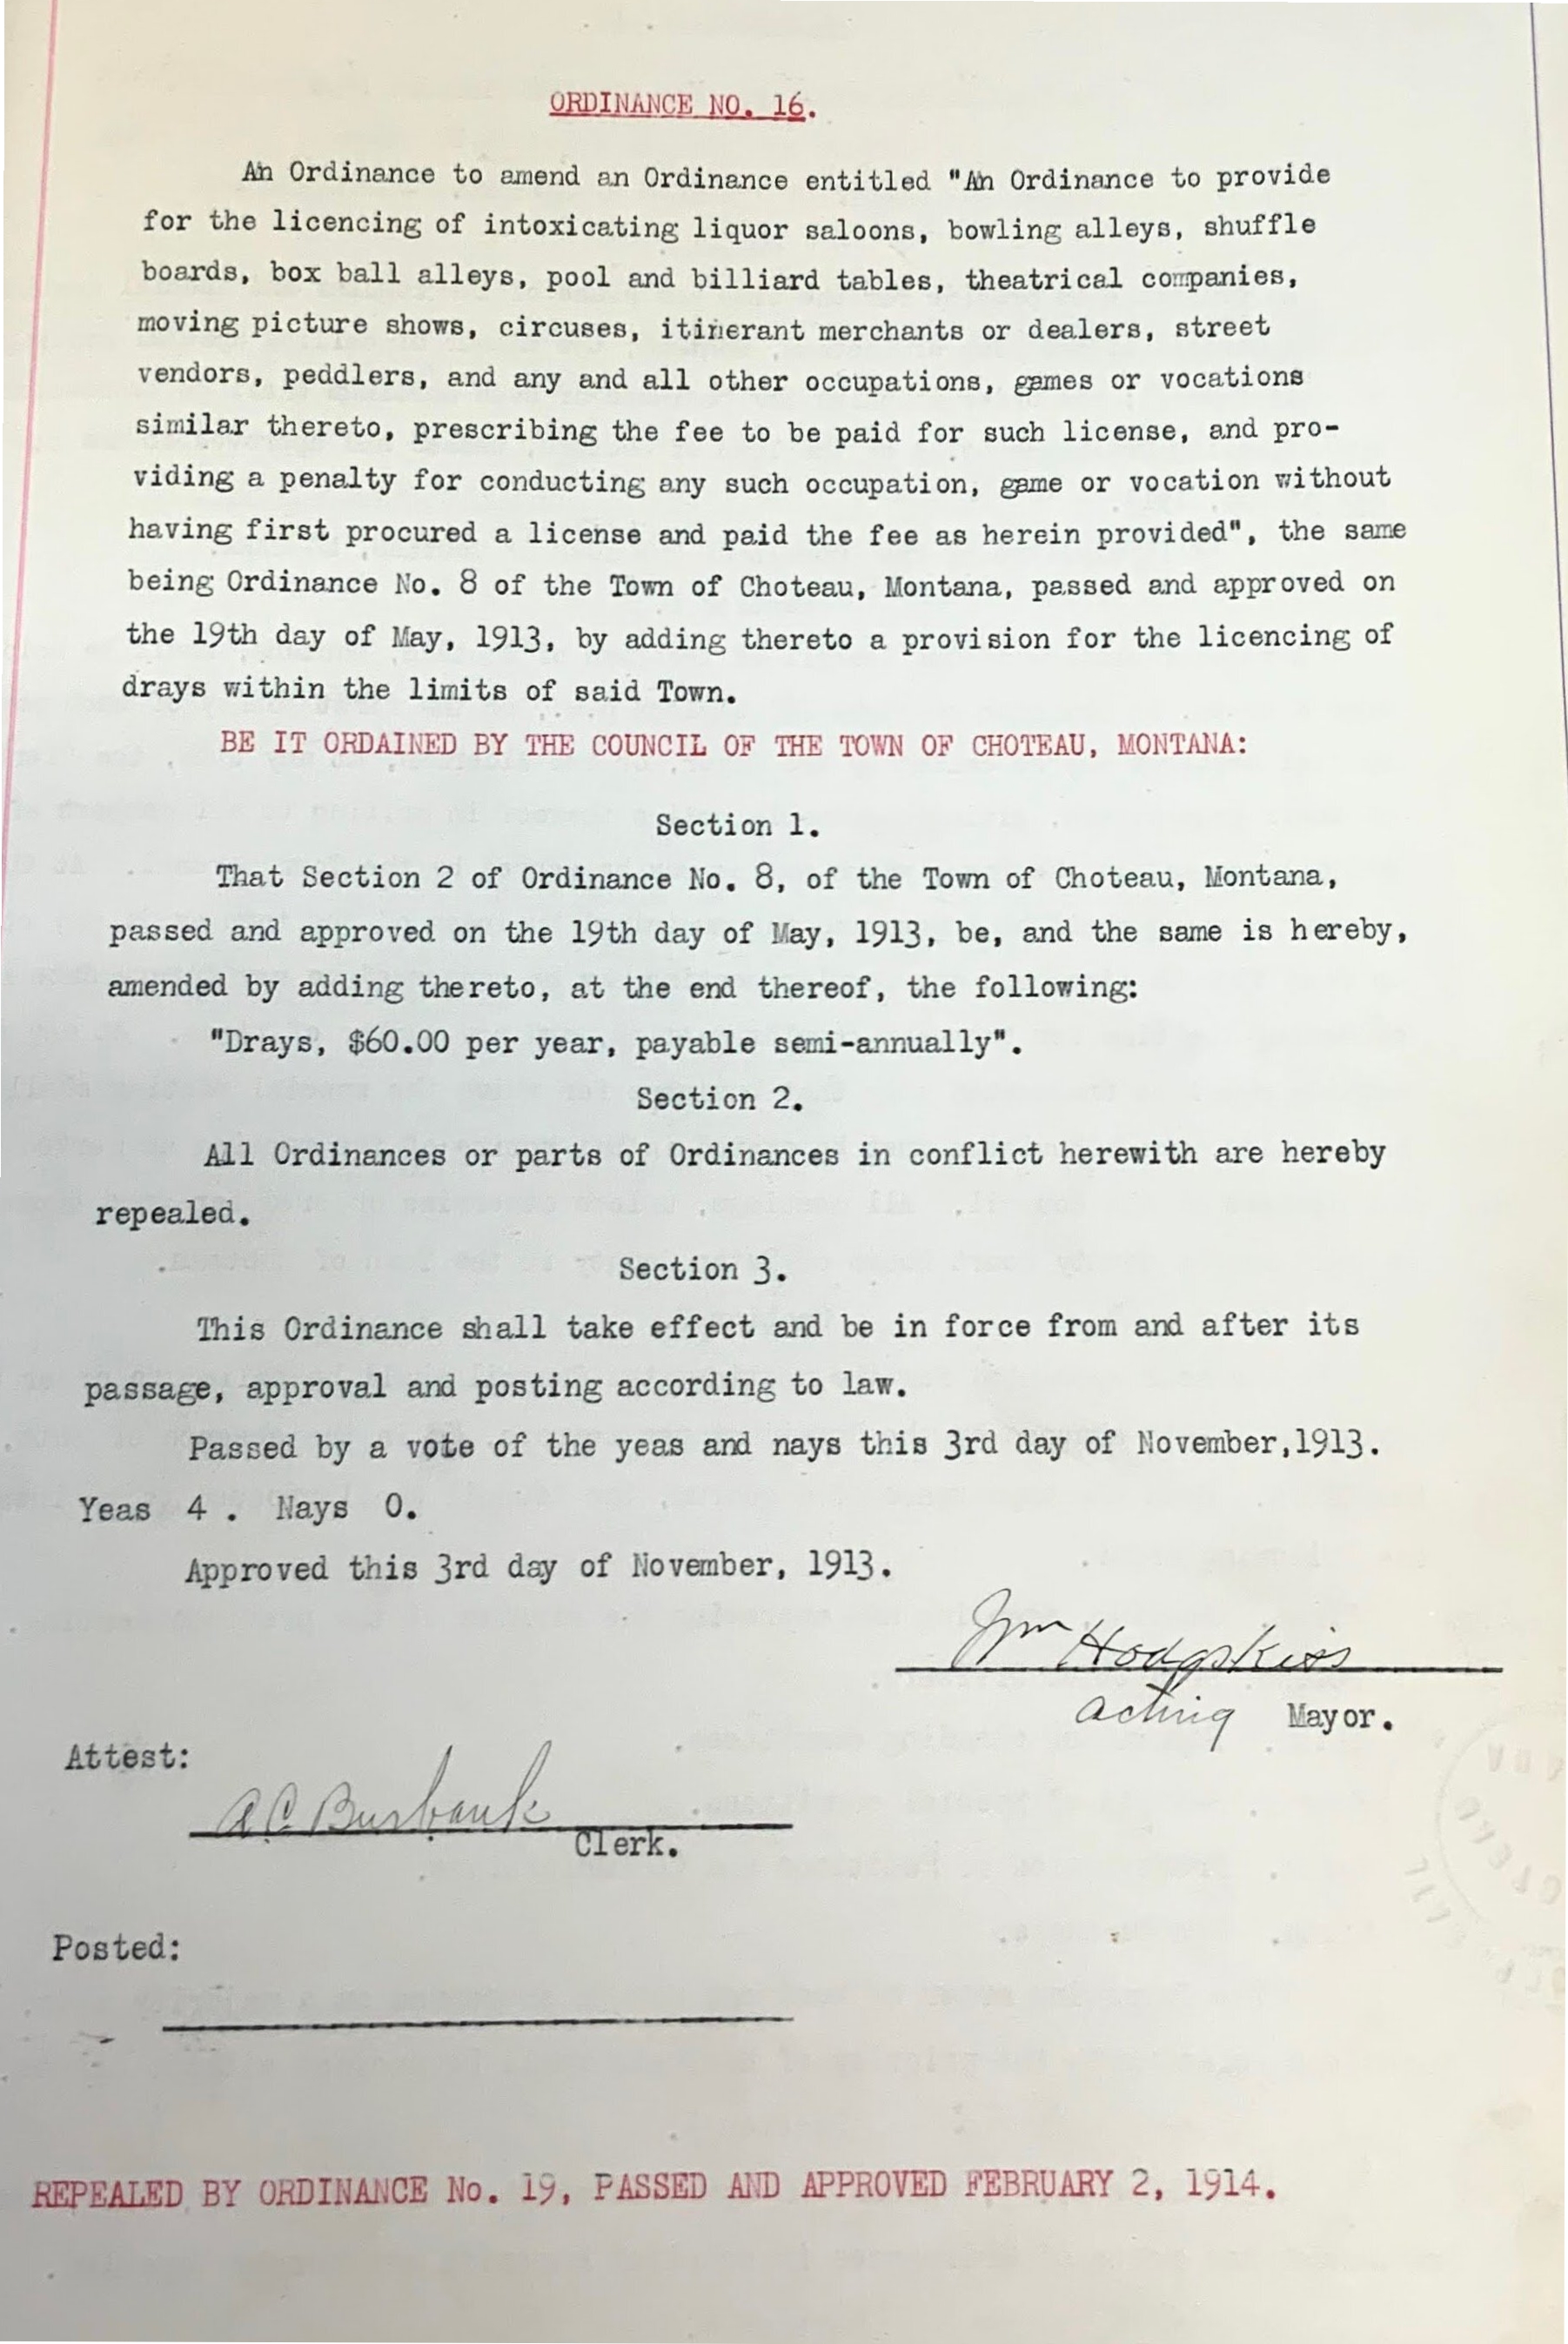 ORDINANCE NO. 16.
An Ordinance to amend an Ordinance entitled "An Ordinance to provide
for the licencing of intoxicating liquor saloons, bowling alleys, shuffle
boards, box ball alleys, pool and billiard tables, theatrical companies,
moving picture shows, circuses, itinerant merchants or dealers, street
vendors, peddlers, and any and all other occupations, games or vocations
similar thereto, prescribing the fee to be paid for such license, and pro-
viding a penalty for conducting any such occupation, game or vocation without
having first procured a license and paid the fee as herein provided", the same
being Ordinance No. 8 of the Town of Choteau, Montana, passed and approved on
the 19th day of May, 1913, by adding thereto a provision for the licencing of
drays within the limits of said Town.
BE IT ORDAINED BY THE COUNCIL OF THE TOWN OF CHOTEAU, MONTANA:
Section 1.
That Section 2 of Ordinance No. 8, of the Town of Choteau, Montana,
passed and approved on the 19th day of May, 1913, be, and the same is hereby,
amended by adding thereto, at the end thereof, the following:
"Drays, $60.00 per year, payable semi-annually".
Section 2.
All Ordinances or parts of Ordinances in conflict herewith are hereby
repealed.
Section 3.
This Ordinance shall take effect and be in force from and after its
passage, approval and posting according to law.
Passed by a vote of the yeas and nays this 3rd day of November,1913.
Yeas 4 . Nays 0.
Approved this 3rd day of November, 1913.
Wm Hodgskiss
acting Mayor.
Attest:
A C Burbank
Clerk.
Posted:
REPEALED BY ORDINANCE No. 19, PASSED AND APPROVED FEBRUARY 2, 1914.